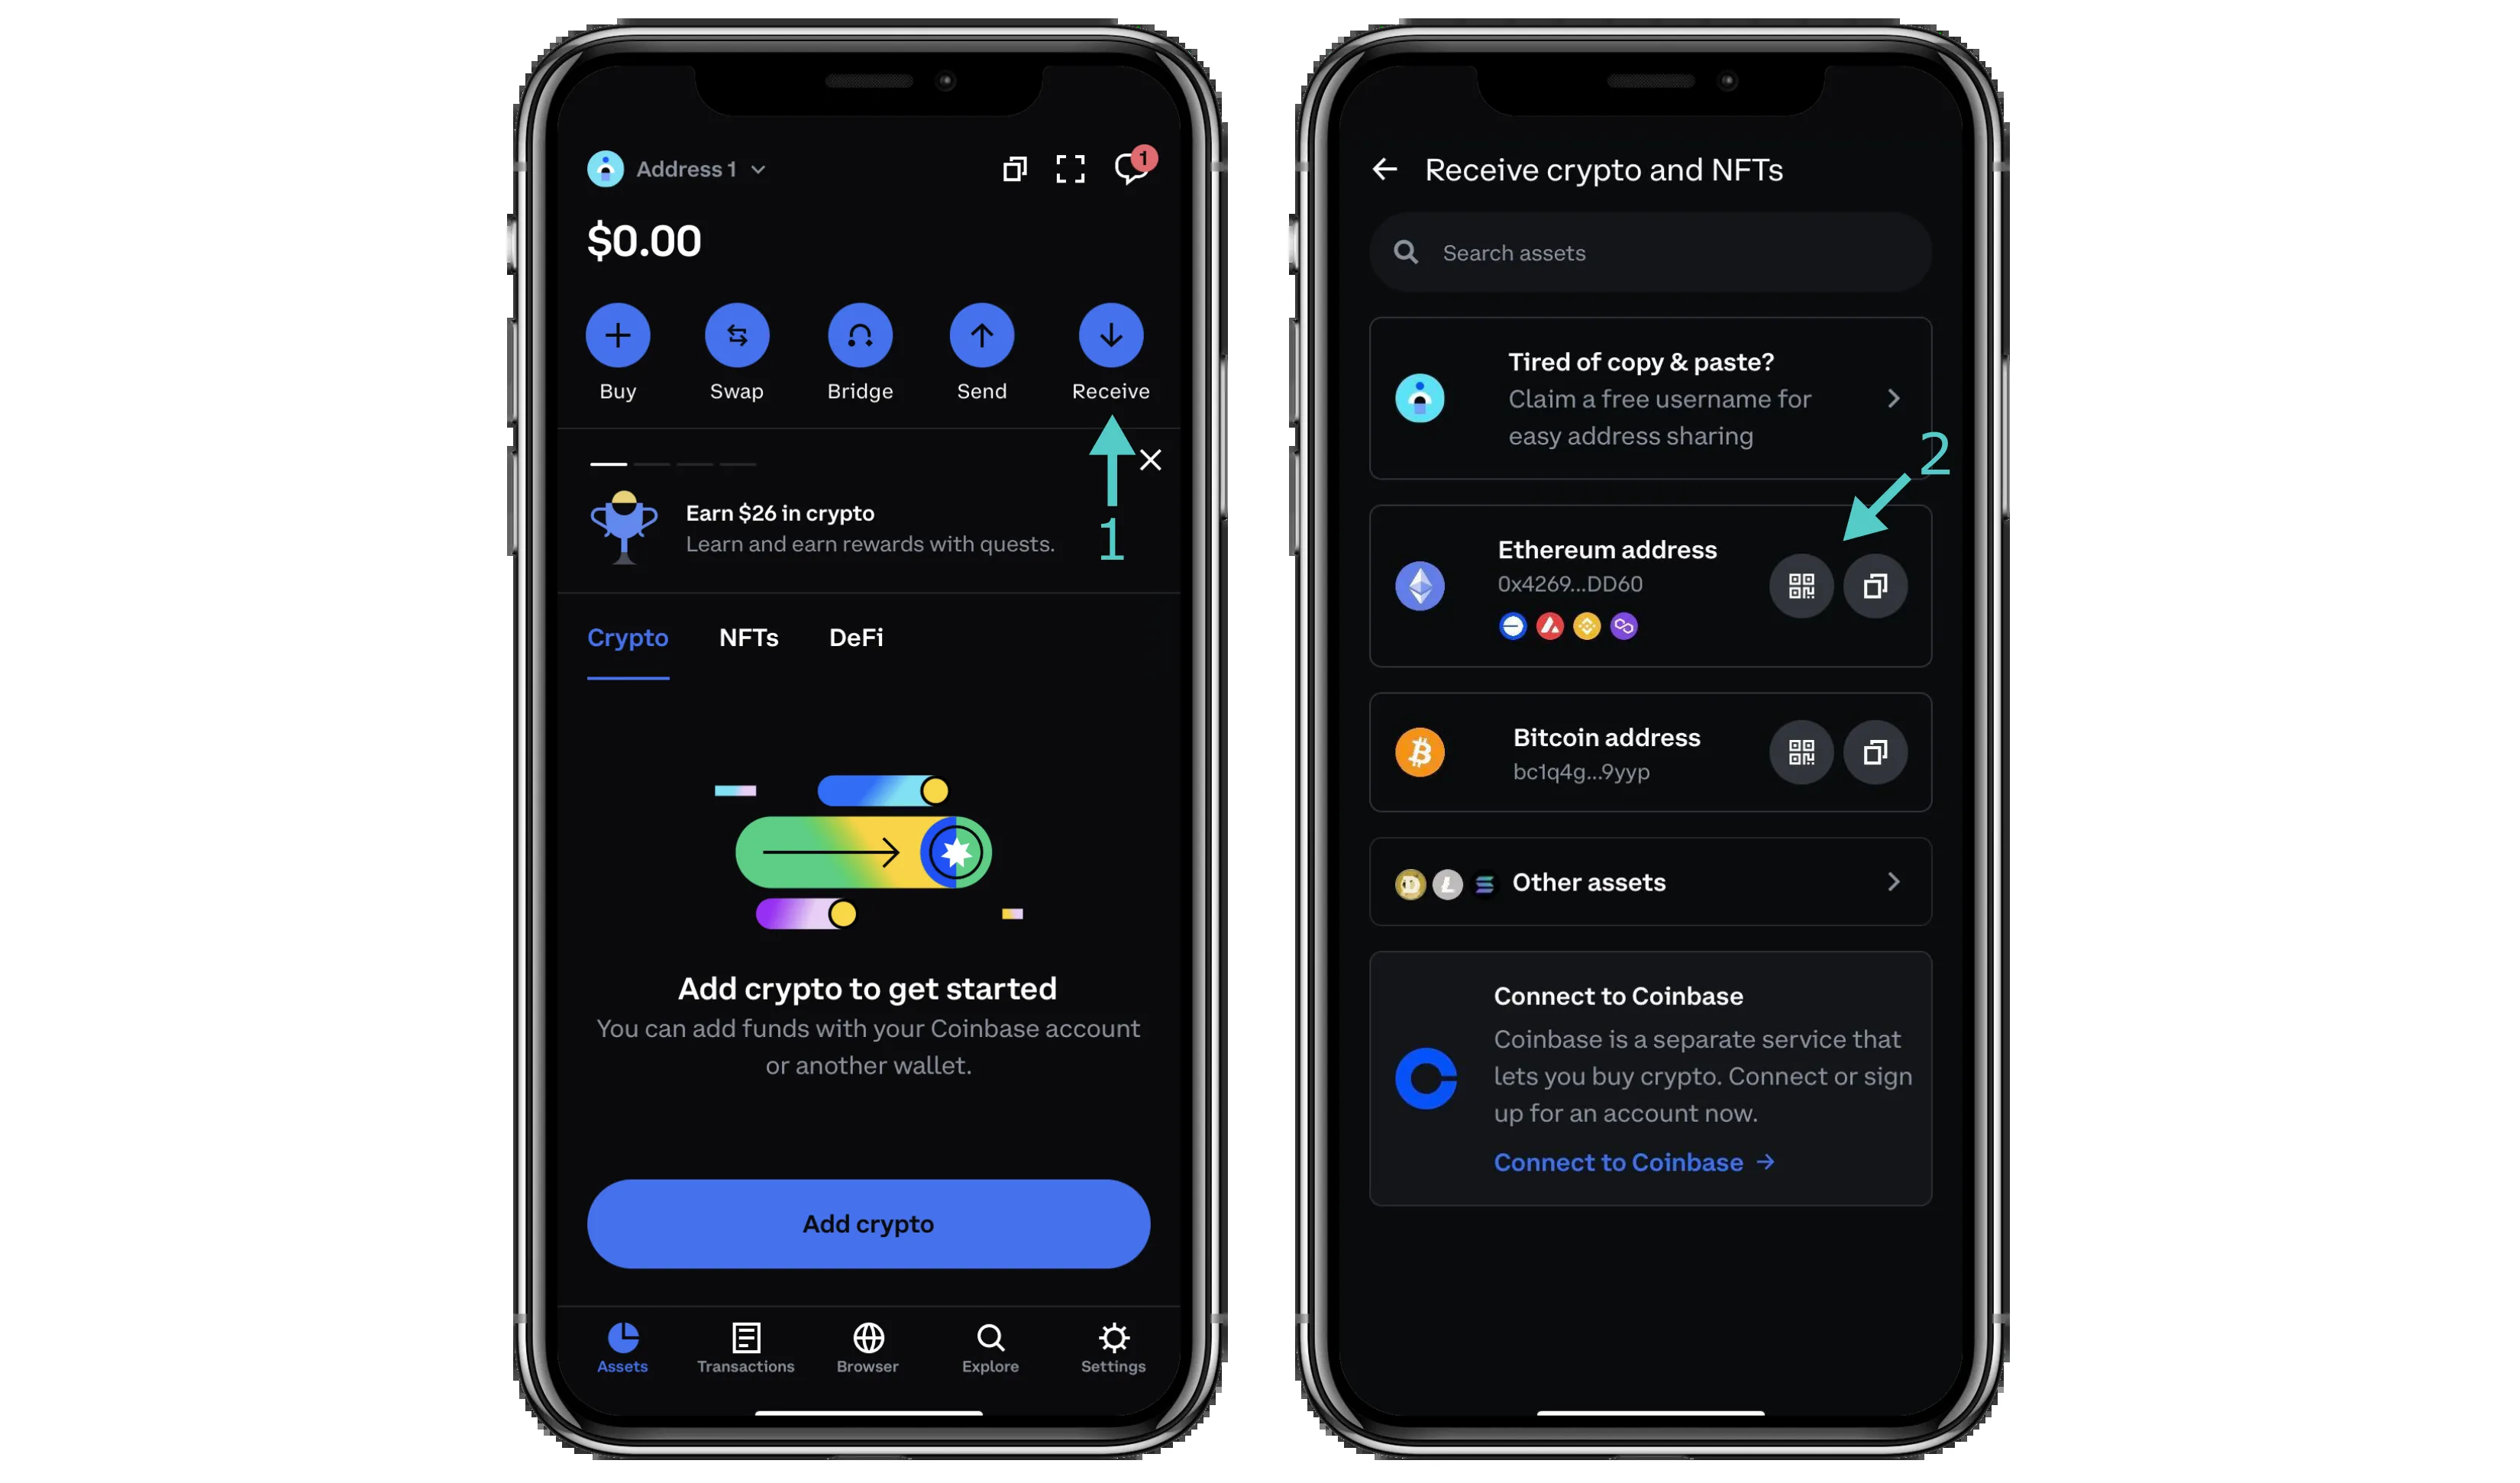 Address 1
1
$0.00
Buy
Swap
Bridge
Send
Receive
Earn $26 in crypto
Learn and earn rewards with quests.
1
Crypto
NFTs
DeFi
Add crypto to get started
You can add funds with your Coinbase account
or another wallet.
Add crypto
Assets
Transactions
Browser
Explore
Settings
Receive crypto and NFTs
Search assets
Tired of copy & paste?
Claim a free username for
easy address sharing
2
Ethereum address
0x4269...DD60
Bitcoin address
bc1q4g...9yyp
Other assets
Connect to Coinbase
Coinbase is a separate service that
lets you buy crypto. Connect or sign
up for an account now.
Connect to Coinbase